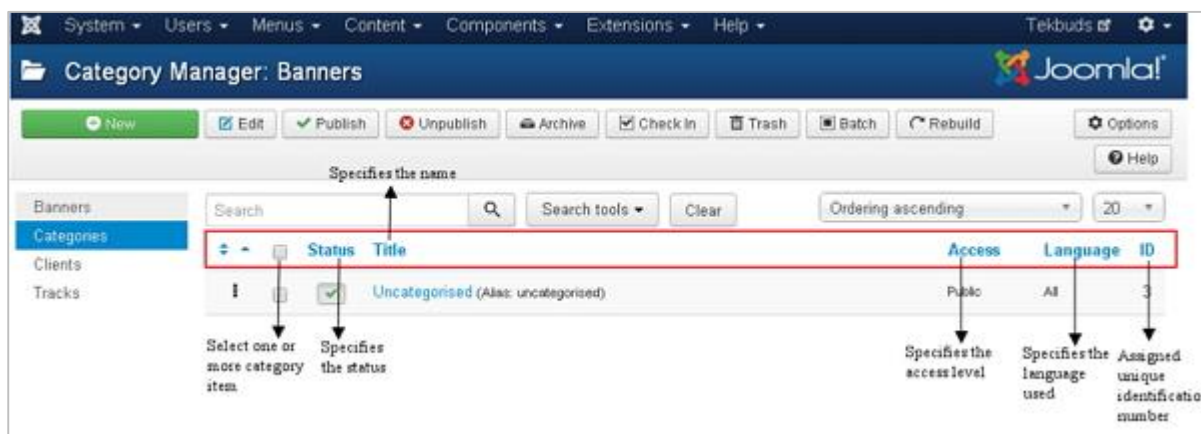 System Users Menus Content Components Extensions Help Tekbuds
Category Manager: Banners Joomla!
New Edit Publish Unpublish Archive Check In Trash Batch Rebuild Options
Help
Specifies the name
Banners Search Search tools Clear Ordering ascending 20
Categories
Status Title Access Language ID
Clients
Tracks Uncategorised (Alias: uncategorised) Public All 3
Select one or more category item
Specifies the status
Specifies the access level
Specifies the language used
Assigned unique identificatio number